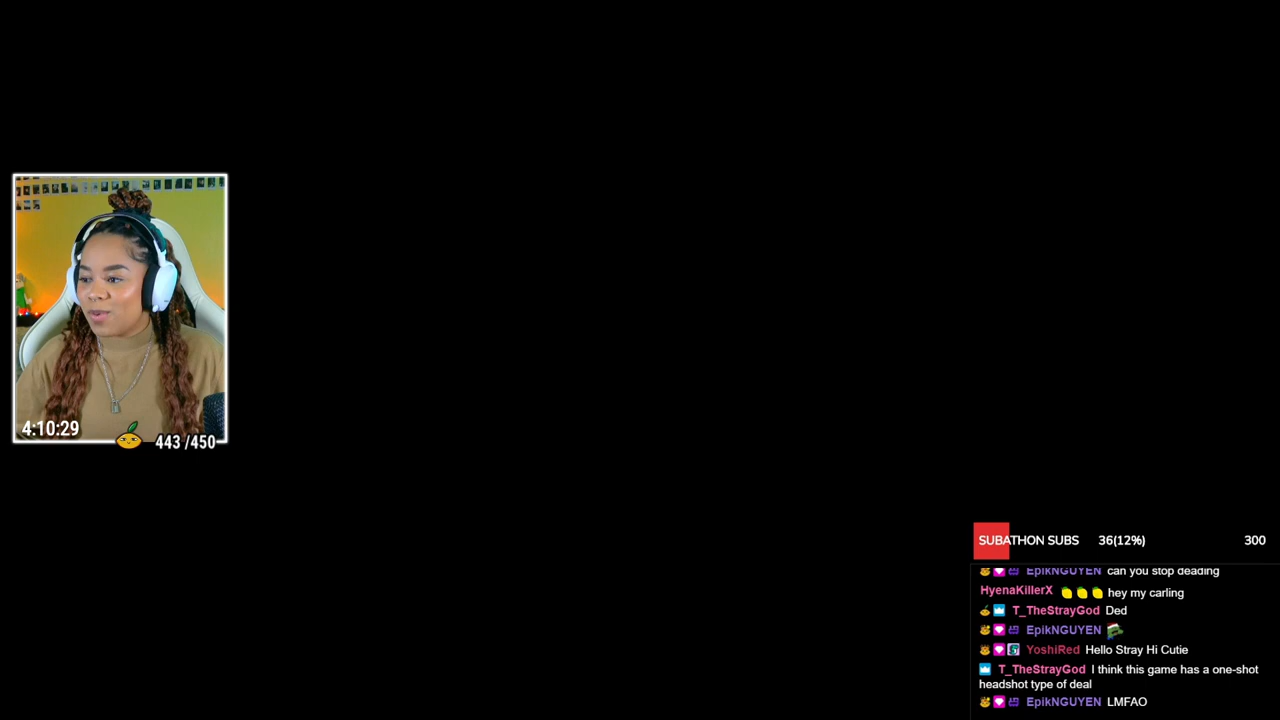 4:10:29
443 /450
SUBATHON SUBS 36(12%) 300
EpikNGUYEN can you stop deading
HyenaKillerX hey my carling
T_TheStrayGod Ded
EpikNGUYEN
YoshiRed Hello Stray Hi Cutie
T_TheStrayGod I think this game has a one-shot
headshot type of deal
EpikNGUYEN LMFAO